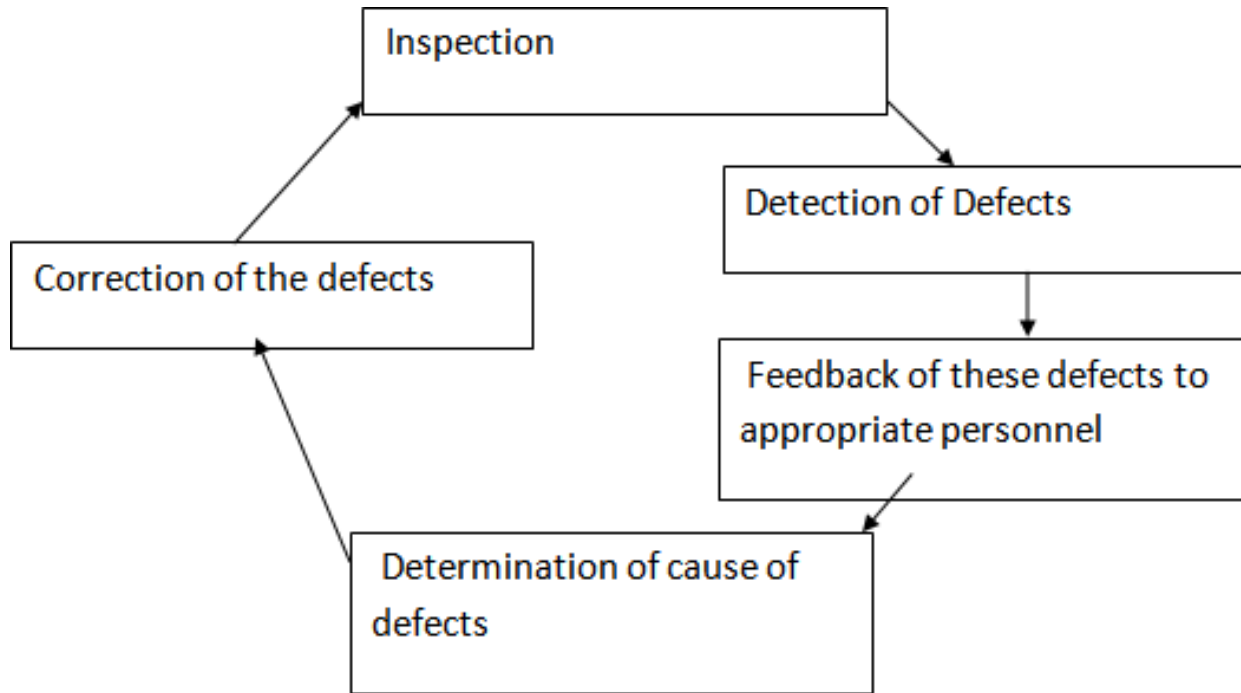 Inspection
Detection of Defects
Feedback of these defects to
appropriate personnel
Determination of cause of
defects
Correction of the defects